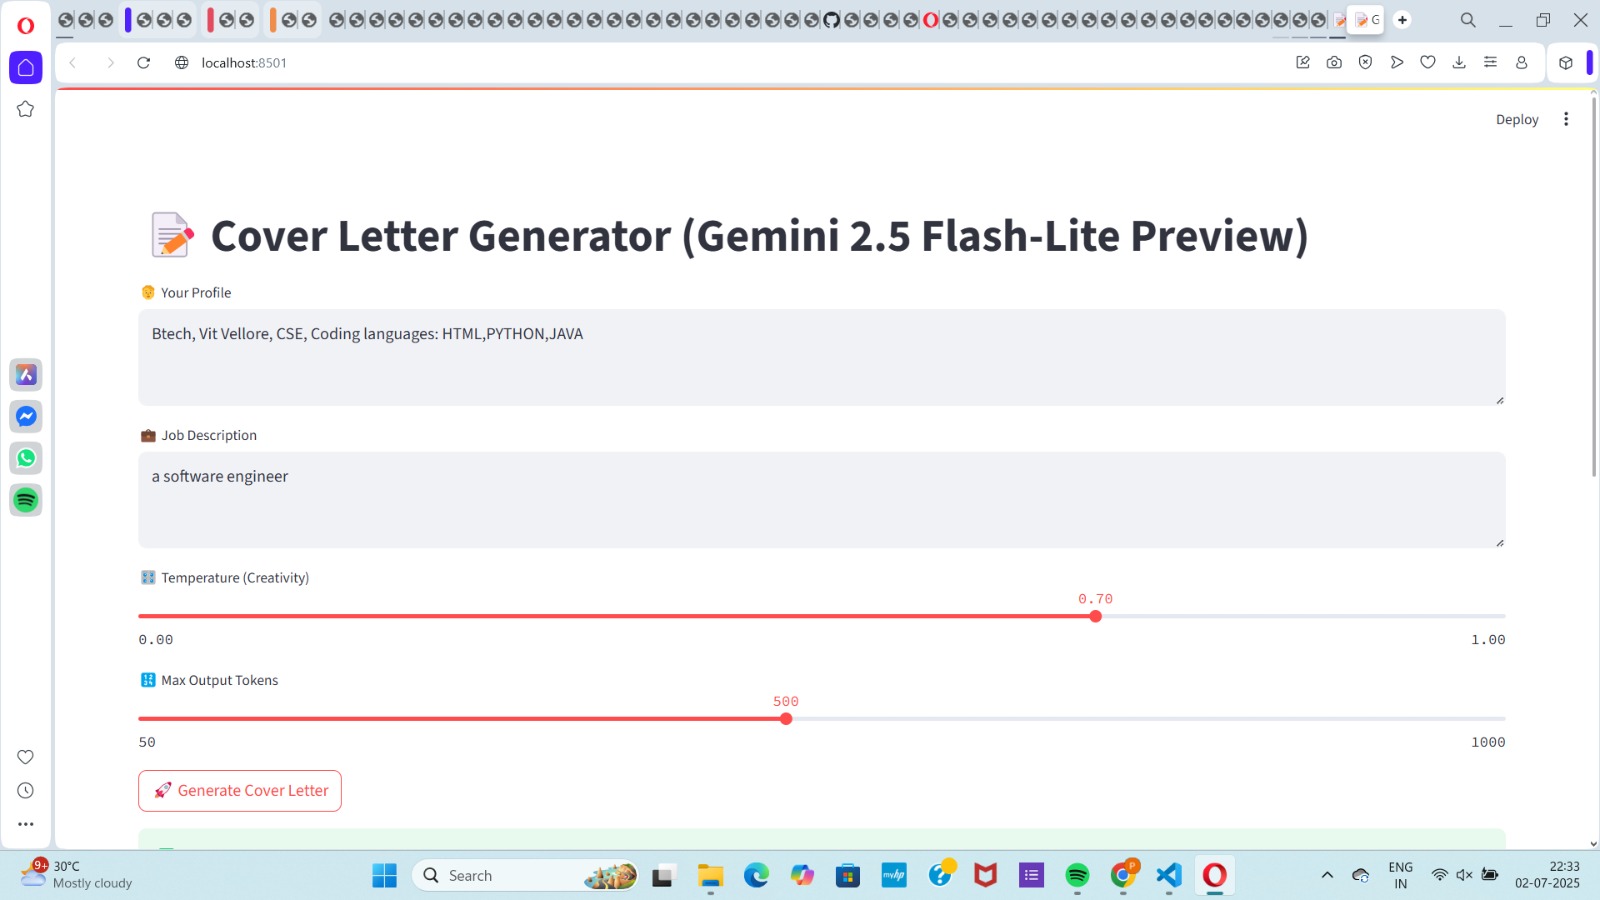 G
localhost:8501
Deploy
Cover Letter Generator (Gemini 2.5 Flash-Lite Preview)
Your Profile
Btech, Vit Vellore, CSE, Coding languages: HTML,PYTHON,JAVA
Job Description
a software engineer
Temperature (Creativity)
0.70
0.00
1.00
Max Output Tokens
500
50
1000
Generate Cover Letter
9+
30°C
Mostly cloudy
Search
myhp
P
ENG
IN
22:33
02-07-2025